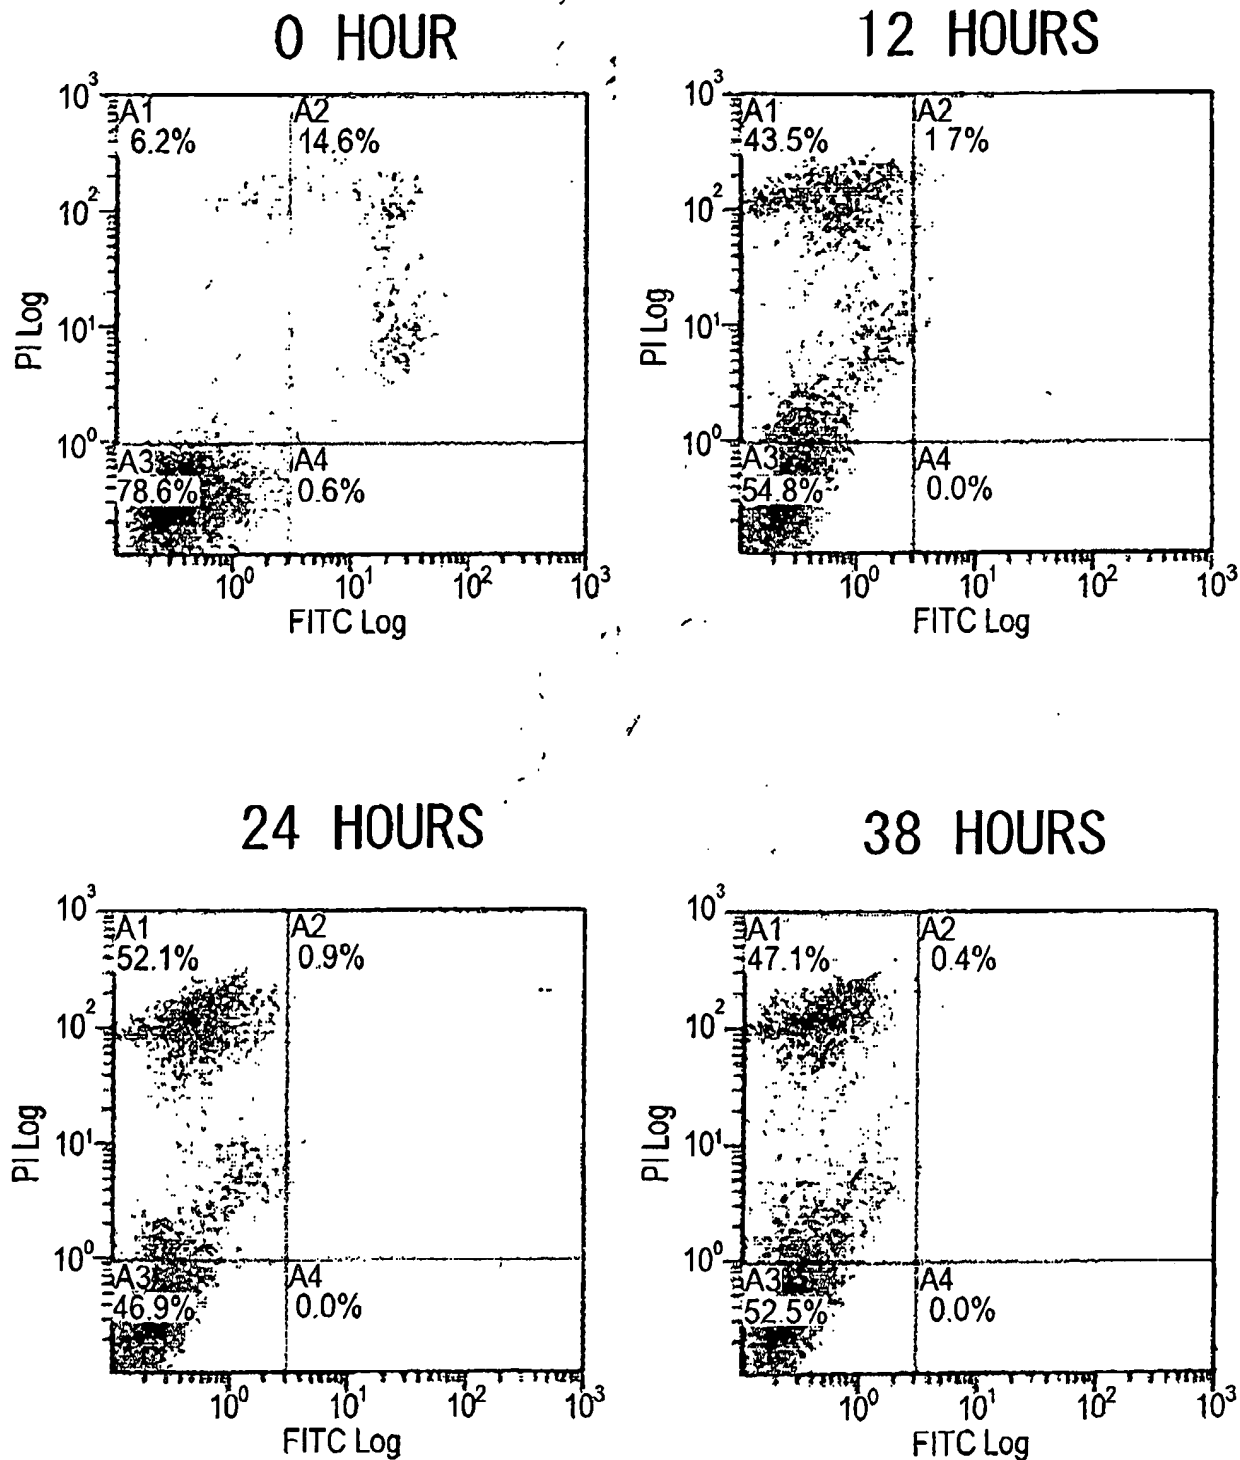 0 HOUR
10³
A1
6.2%
A2
14.6%
10²
10¹
10⁰
A3
78.6%
A4
0.6%
PI Log
10⁰ 10¹ 10² 10³
FITC Log
12 HOURS
10³
A1
43.5%
A2
1 7%
10²
10¹
10⁰
A3
54.8%
A4
0.0%
PI Log
10⁰ 10¹ 10² 10³
FITC Log
24 HOURS
10³
A1
52.1%
A2
0.9%
10²
10¹
10⁰
A3
46.9%
A4
0.0%
PI Log
10⁰ 10¹ 10² 10³
FITC Log
38 HOURS
10³
A1
47.1%
A2
0.4%
10²
10¹
10⁰
A3
52.5%
A4
0.0%
PI Log
10⁰ 10¹ 10² 10³
FITC Log